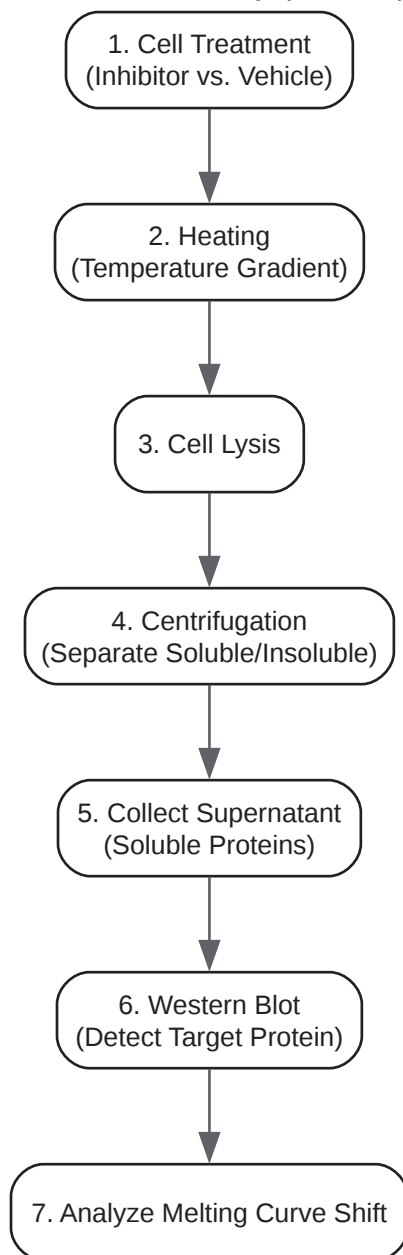 1. Cell Treatment
(Inhibitor vs. Vehicle)
2. Heating
(Temperature Gradient)
3. Cell Lysis
4. Centrifugation
(Separate Soluble/Insoluble)
5. Collect Supernatant
(Soluble Proteins)
6. Western Blot
(Detect Target Protein)
7. Analyze Melting Curve Shift